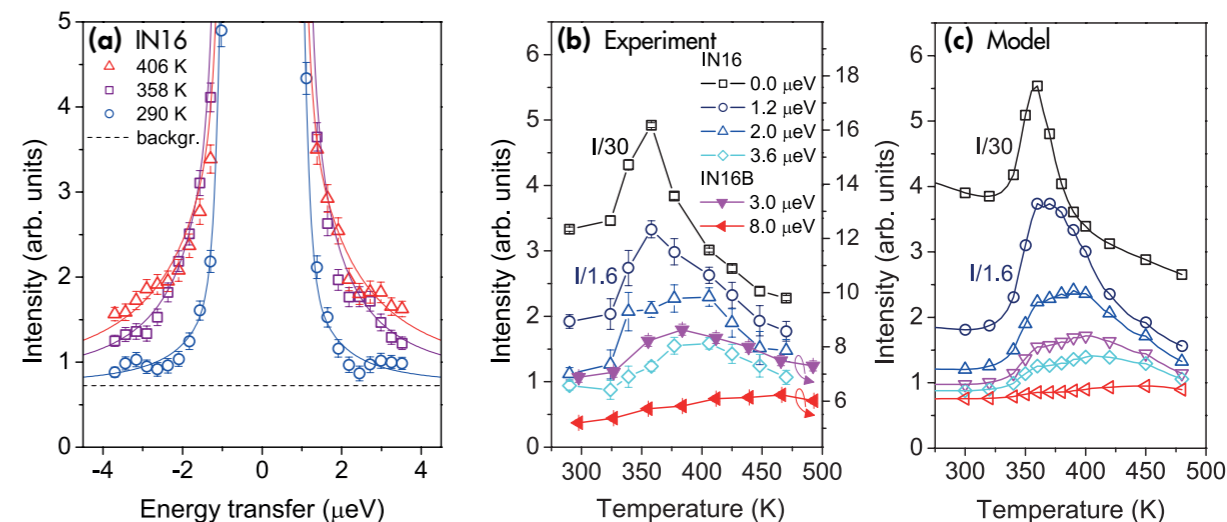 (a) IN16
406 K
358 K
290 K
backgr.
Intensity (arb. units)
5
4
3
2
1
0
-4 -2 0 2 4
Energy transfer (μeV)
(b) Experiment
IN16
0.0 μeV
1.2 μeV
2.0 μeV
3.6 μeV
IN16B
3.0 μeV
8.0 μeV
I/30
I/1.6
Intensity (arb. units)
6
5
4
3
2
1
0
18
16
14
12
10
8
6
300 350 400 450 500
Temperature (K)
(c) Model
I/30
I/1.6
Intensity (arb. units)
6
5
4
3
2
1
0
300 350 400 450 500
Temperature (K)